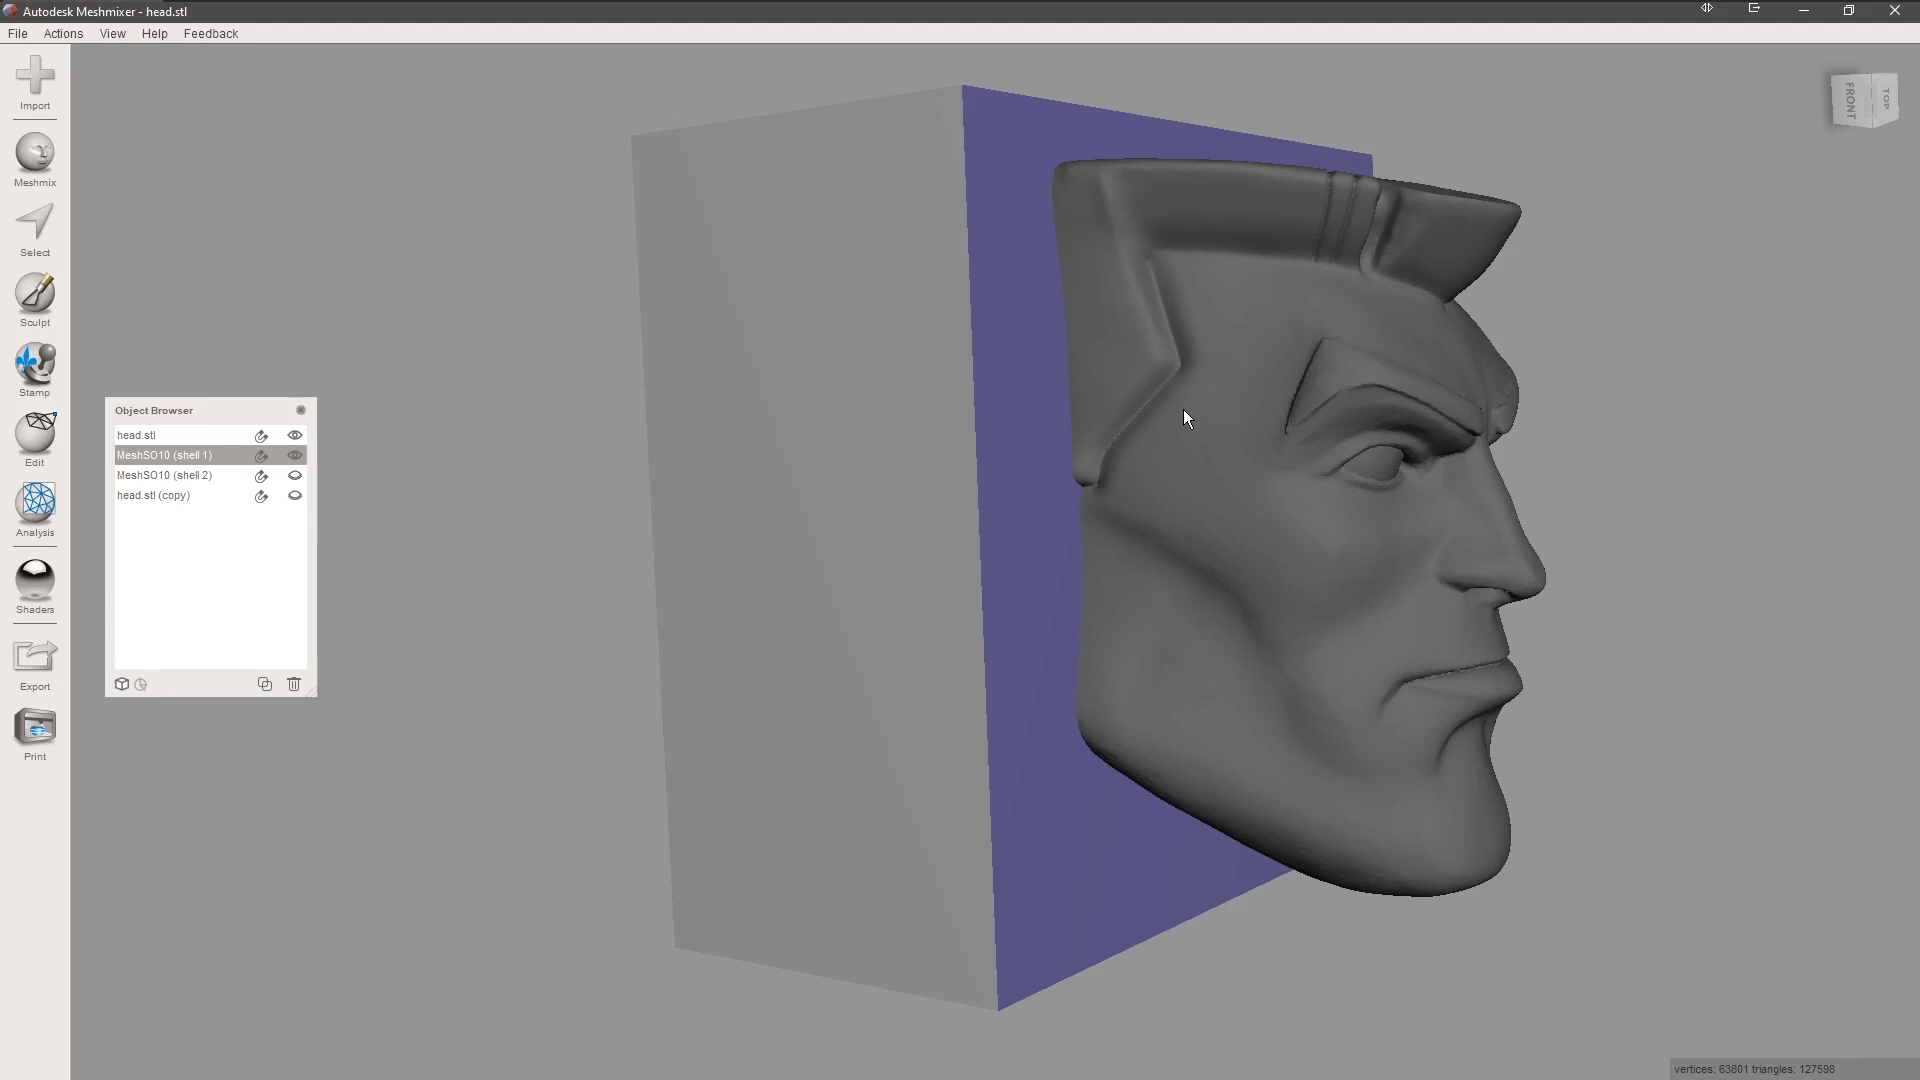 Autodesk Meshmixer - head.stl
File Actions View Help Feedback
Import
Meshmix
Select
Sculpt
Stamp
Edit
Analysis
Shaders
Export
Print
Object Browser
head.stl
MeshSO10 (shell 1)
MeshSO10 (shell 2)
head.stl (copy)
FRONT
TOP
vertices: 63801 triangles: 127598